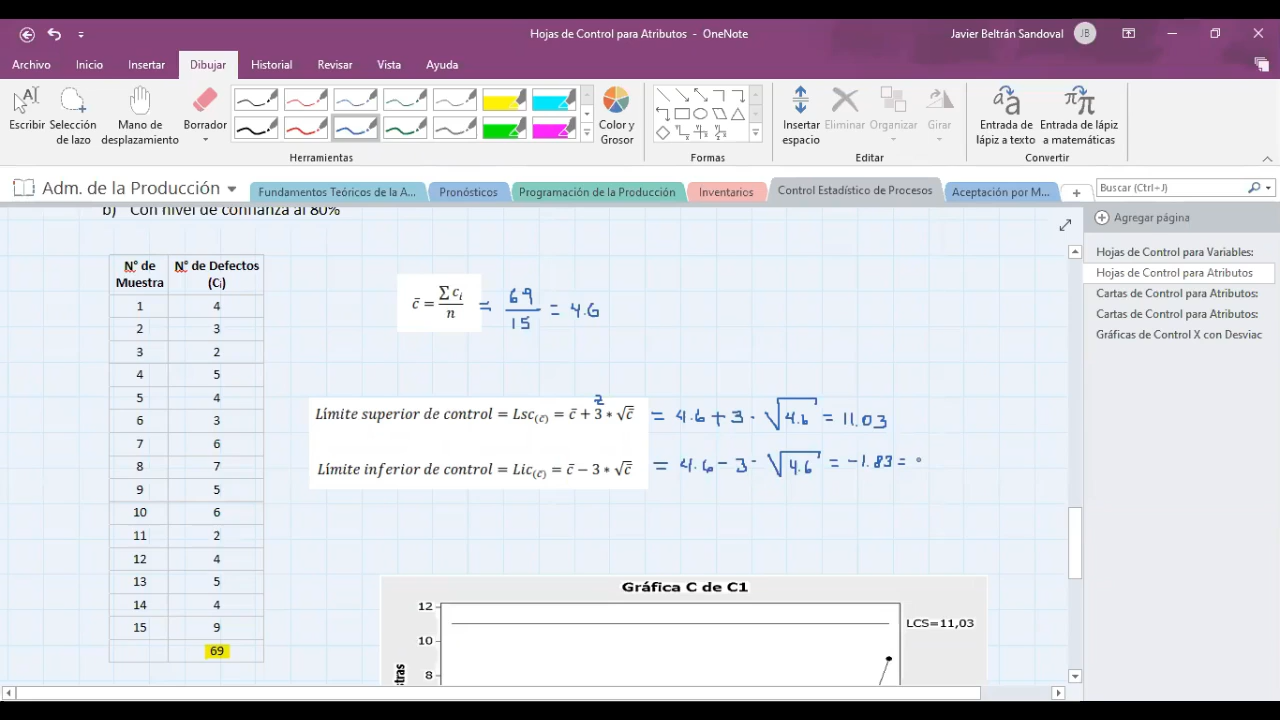 Hojas de Control para Atributos - OneNote
Javier Beltrán Sandoval JB
Archivo Inicio Insertar Dibujar Historial Revisar Vista Ayuda
Escribir
Selección de lazo
Mano de desplazamiento
Borrador
Color y Grosor
Insertar espacio
Eliminar
Organizar
Girar
Entrada de lápiz a texto
Entrada de lápiz a matemáticas
Herramientas Formas Editar Convertir
Adm. de la Producción
Fundamentos Teóricos de la A...
Pronósticos
Programación de la Producción
Inventarios
Control Estadístico de Procesos
Aceptación por M...
Buscar (Ctrl+J)
Agregar página
Hojas de Control para Variables:
Hojas de Control para Atributos
Cartas de Control para Atributos:
Cartas de Control para Atributos:
Gráficas de Control X con Desviac
b) Con nivel de confianza al 80%
N° de Muestra N° de Defectos (Cᵢ)
1 4
2 3
3 2
4 5
5 4
6 3
7 6
8 7
9 5
10 6
11 2
12 4
13 5
14 4
15 9
69
c̄ = ∑ cᵢ / n = 69 / 15 = 4.6
z
Límite superior de control = Lsc(c̄) = c̄ + 3 * √c̄ = 4.6 + 3 · √4.6 = 11.03
Límite inferior de control = Lic(c̄) = c̄ − 3 * √c̄ = 4.6 − 3 · √4.6 = −1.83 =
Gráfica C de C1
12
LCS=11,03
10
8
stras